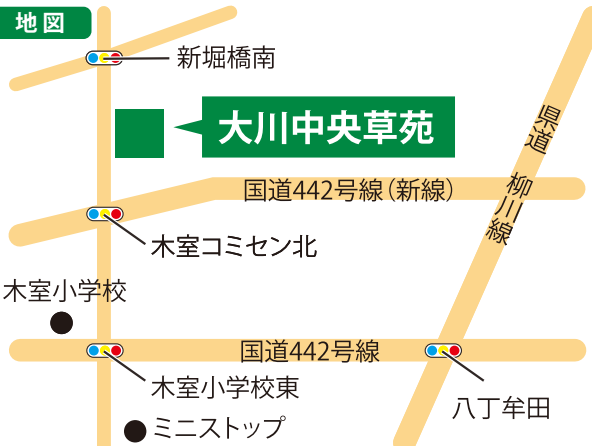 地図
新堀橋南
大川中央草苑
県道 柳川線
国道442号線（新線）
木室コミセン北
木室小学校
国道442号線
木室小学校東
八丁牟田
ミニストップ